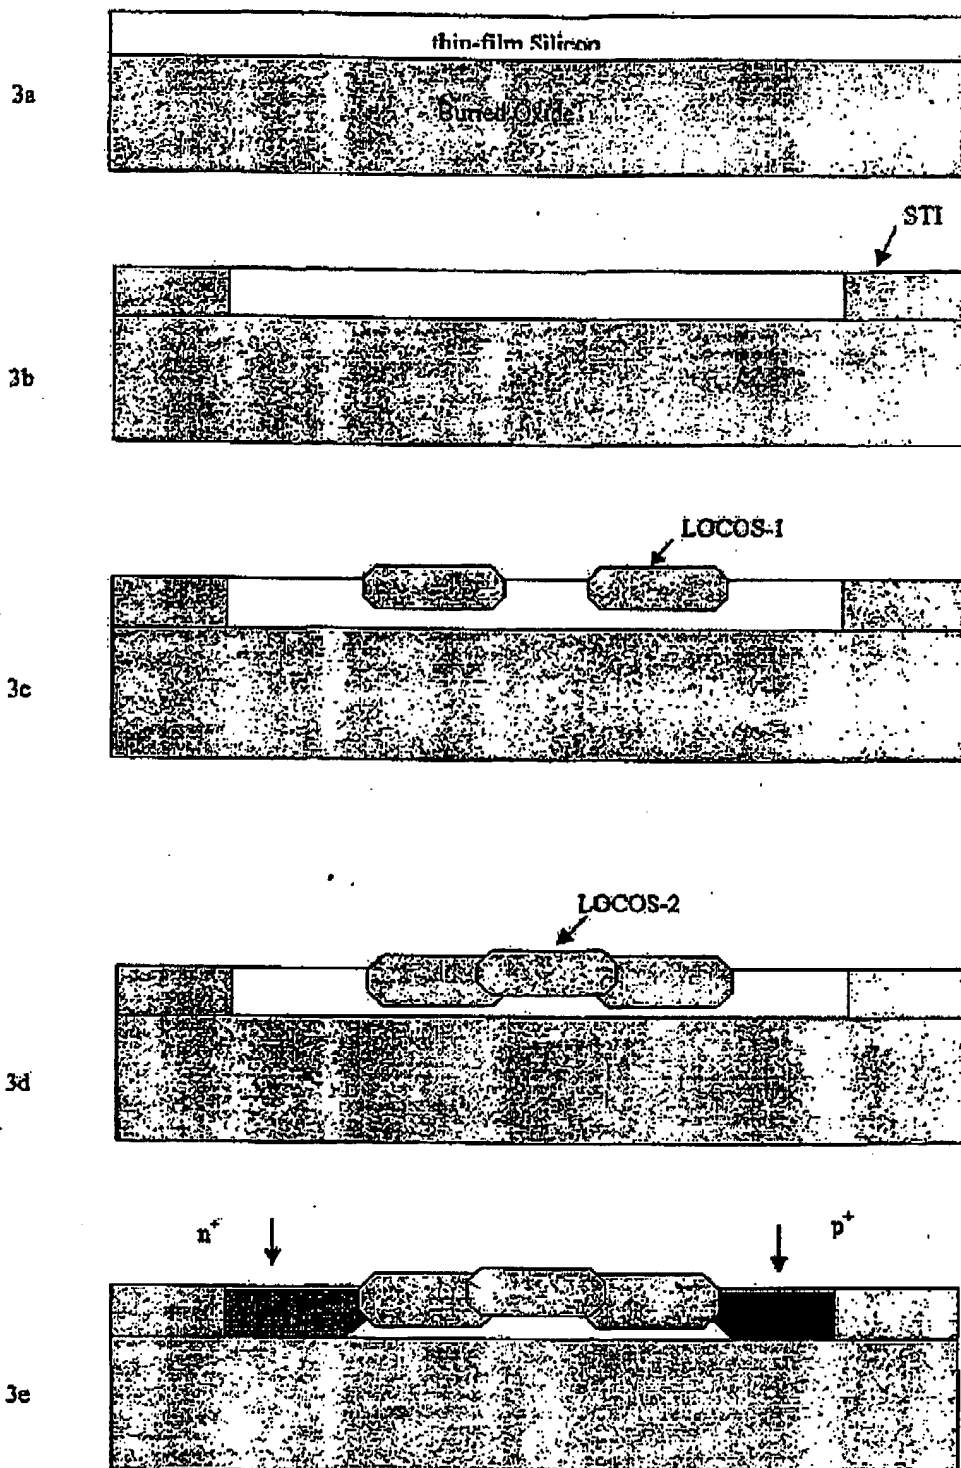 thin-film Silicon
3a
Buried Oxide
STI
3b
LOCOS-1
3c
LOCOS-2
3d
n+
p+
3e